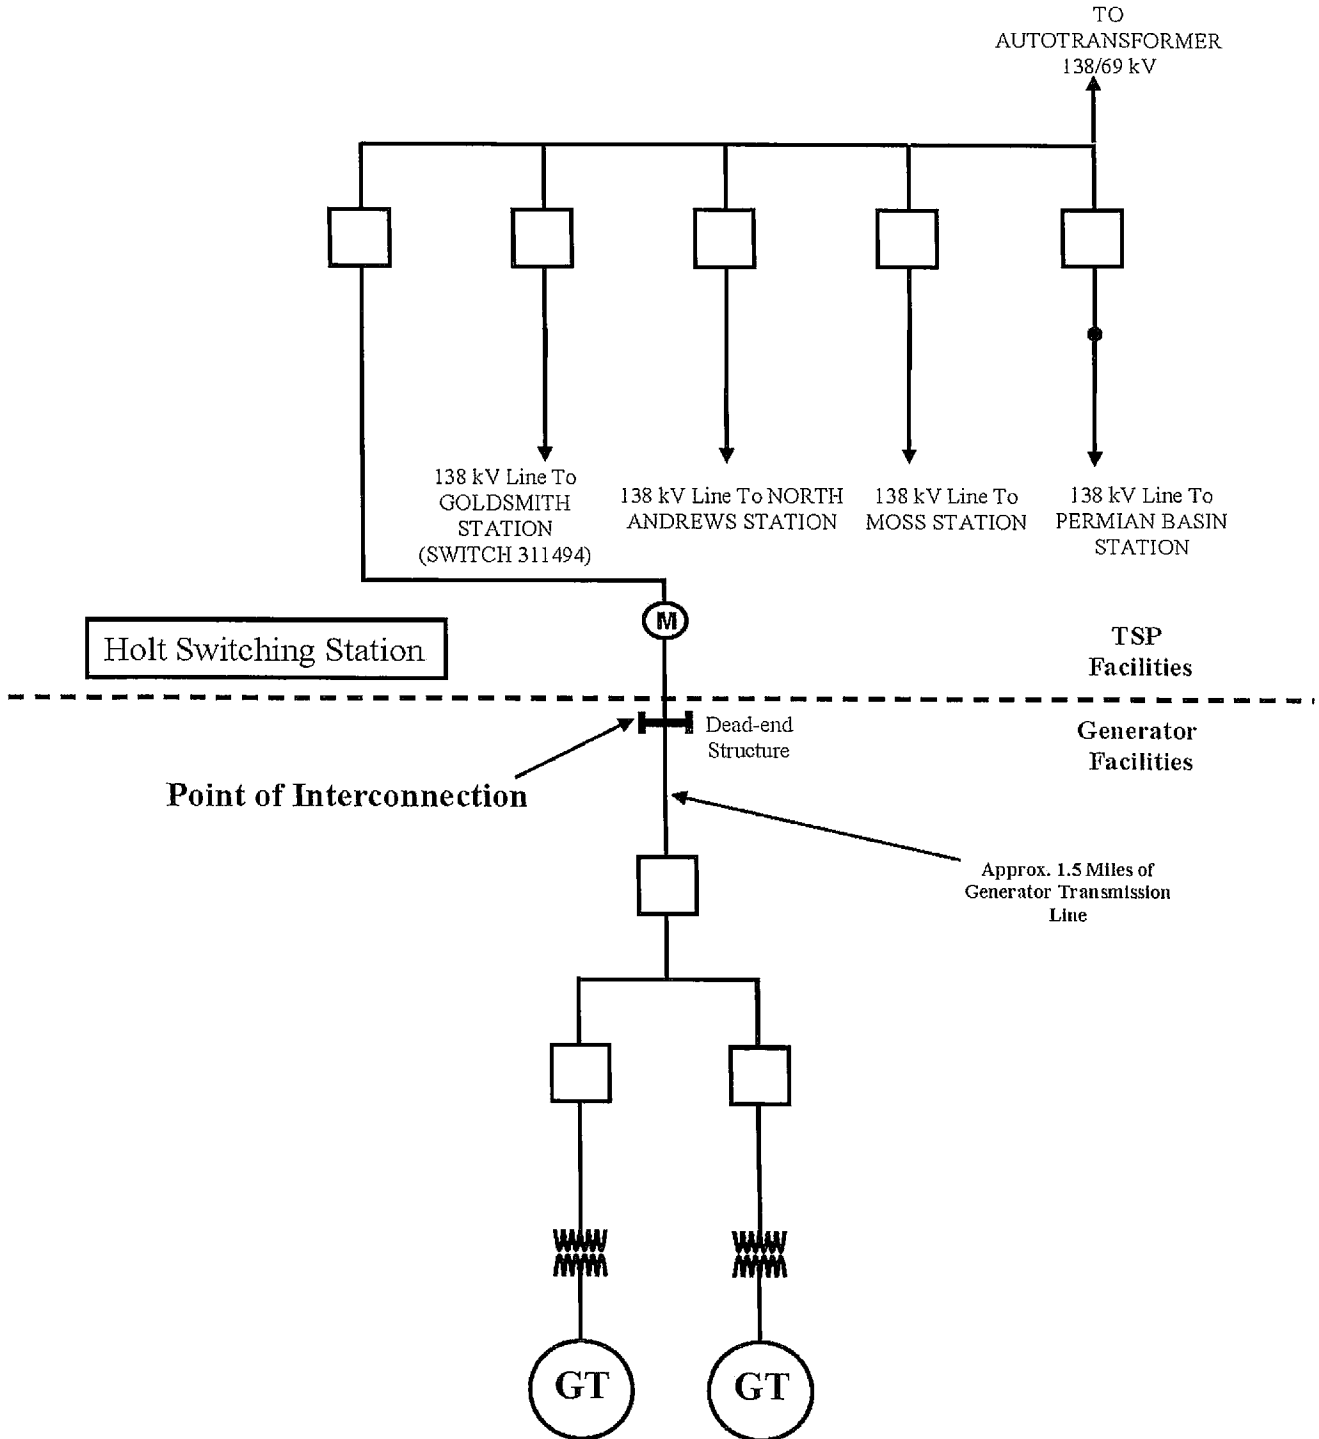 TO
AUTOTRANSFORMER
138/69 kV
138 kV Line To
GOLDSMITH
STATION
(SWITCH 311494)
138 kV Line To NORTH
ANDREWS STATION
138 kV Line To
MOSS STATION
138 kV Line To
PERMIAN BASIN
STATION
M
Holt Switching Station
TSP
Facilities
Dead-end
Structure
Generator
Facilities
Point of Interconnection
Approx. 1.5 Miles of
Generator Transmission
Line
GT
GT